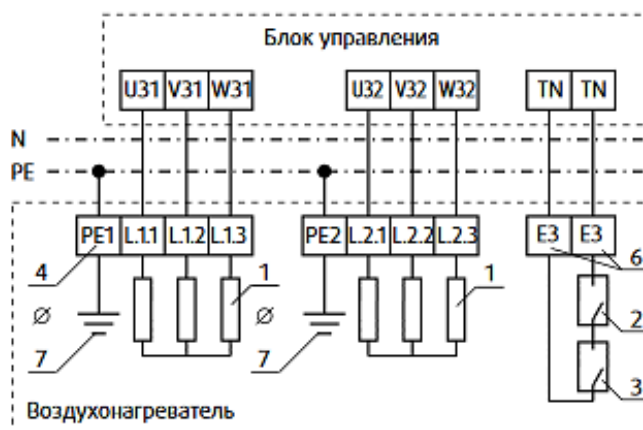 Блок управления
U31 V31 W31 U32 V32 W32 TN TN
N
PE
PE1 L.1.1 L.1.2 L.1.3 PE2 L.2.1 L.2.2 L.2.3 E3 E3
4 1 1 6
Ø Ø 2
7 7 3
Воздухонагреватель